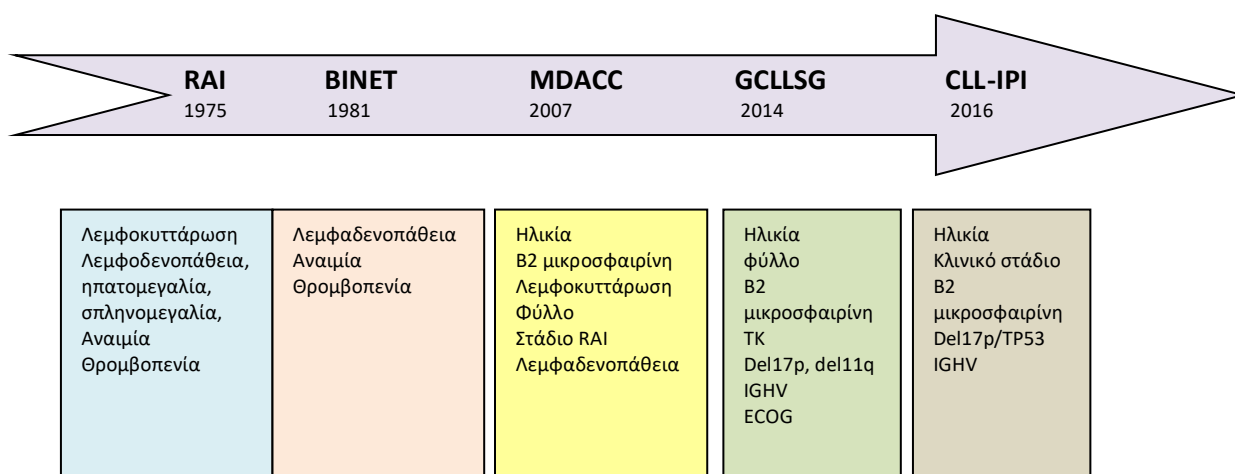 RAI
1975
BINET
1981
MDACC
2007
GCLLSG
2014
CLL-IPI
2016
Λεμφοκυττάρωση
Λεμφοδενοπάθεια,
ηπατομεγαλία,
σπληνομεγαλία,
Αναιμία
Θρομβοπενία
Λεμφαδενοπάθεια
Αναιμία
Θρομβοπενία
Ηλικία
Β2 μικροσφαιρίνη
Λεμφοκυττάρωση
Φύλλο
Στάδιο RAI
Λεμφαδενοπάθεια
Ηλικία
φύλλο
Β2
μικροσφαιρίνη
TK
Del17p, del11q
IGHV
ECOG
Ηλικία
Κλινικό στάδιο
Β2
μικροσφαιρίνη
Del17p/TP53
IGHV